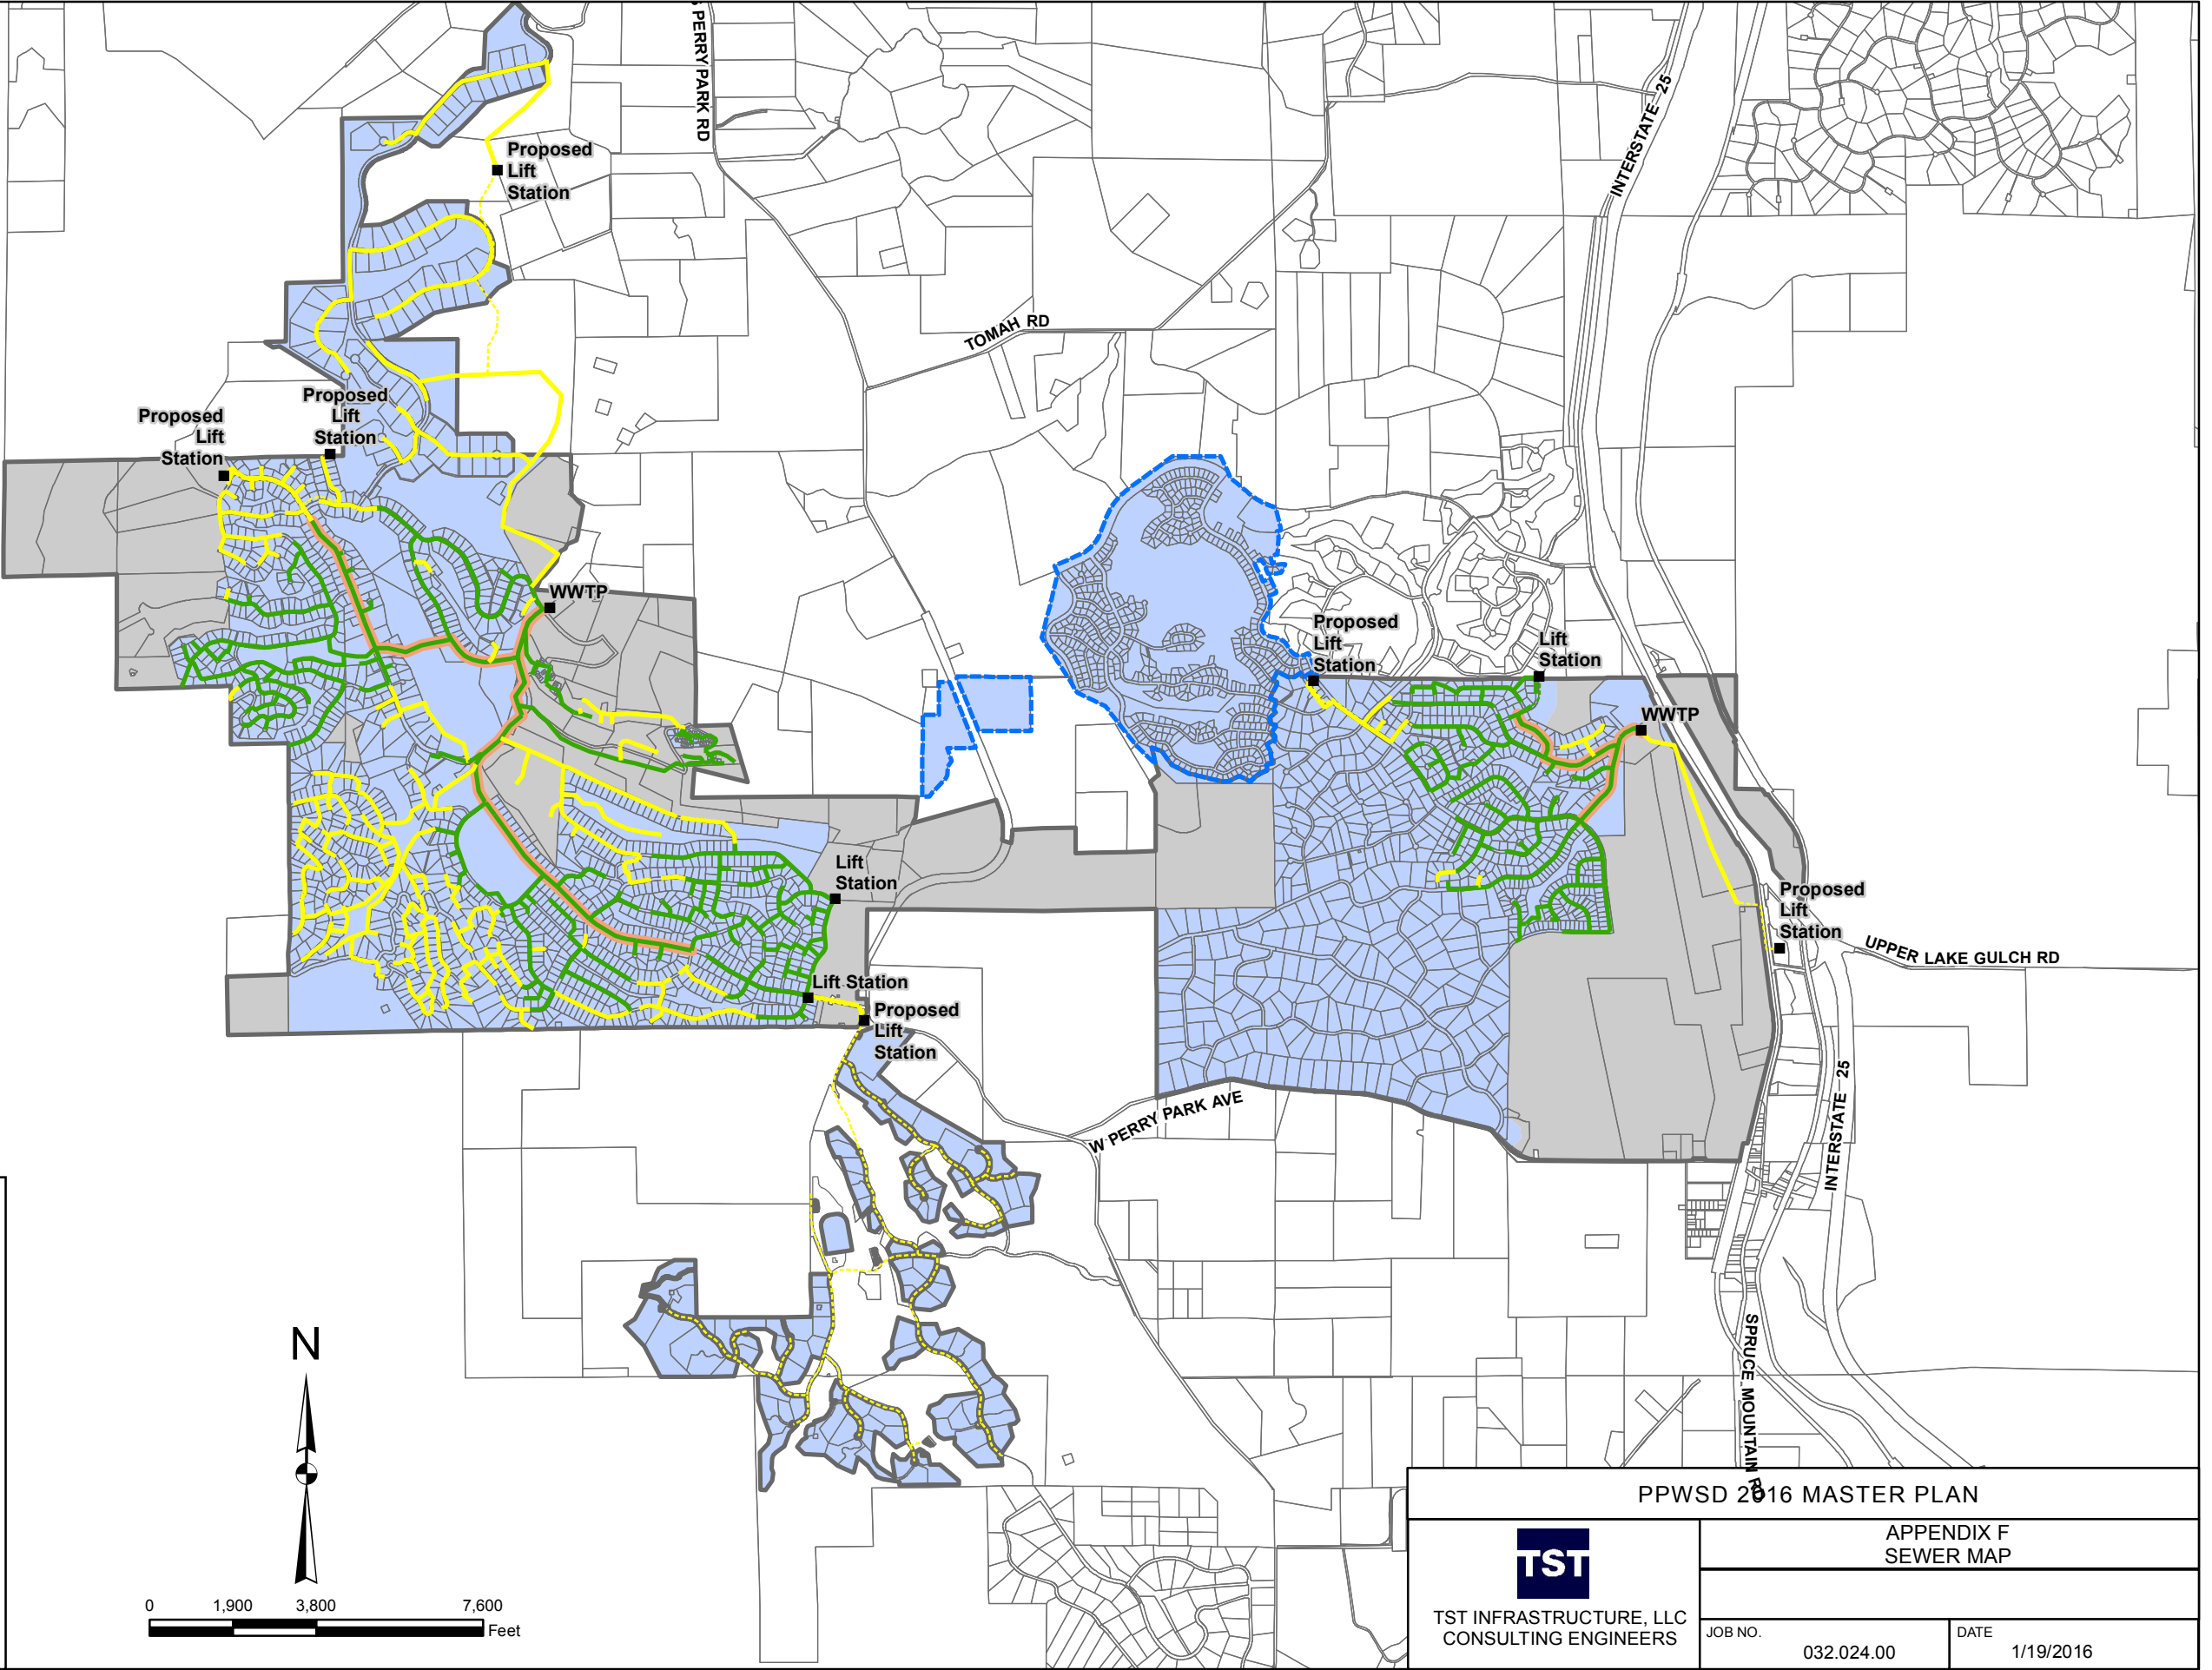 S PERRY PARK RD
INTERSTATE 25
Proposed
Lift
Station
TOMAH RD
Proposed
Lift
Station
Proposed
Lift
Station
WWTP
Proposed
Lift
Station
Lift
Station
WWTP
Lift
Station
Proposed
Lift
Station
UPPER LAKE GULCH RD
Lift Station
Proposed
Lift
Station
W PERRY PARK AVE
INTERSTATE 25
SPRUCE MOUNTAIN RD
N
0 1,900 3,800 7,600
Feet
PPWSD 2016 MASTER PLAN
TST
TST INFRASTRUCTURE, LLC
CONSULTING ENGINEERS
APPENDIX F
SEWER MAP
JOB NO.
032.024.00
DATE
1/19/2016